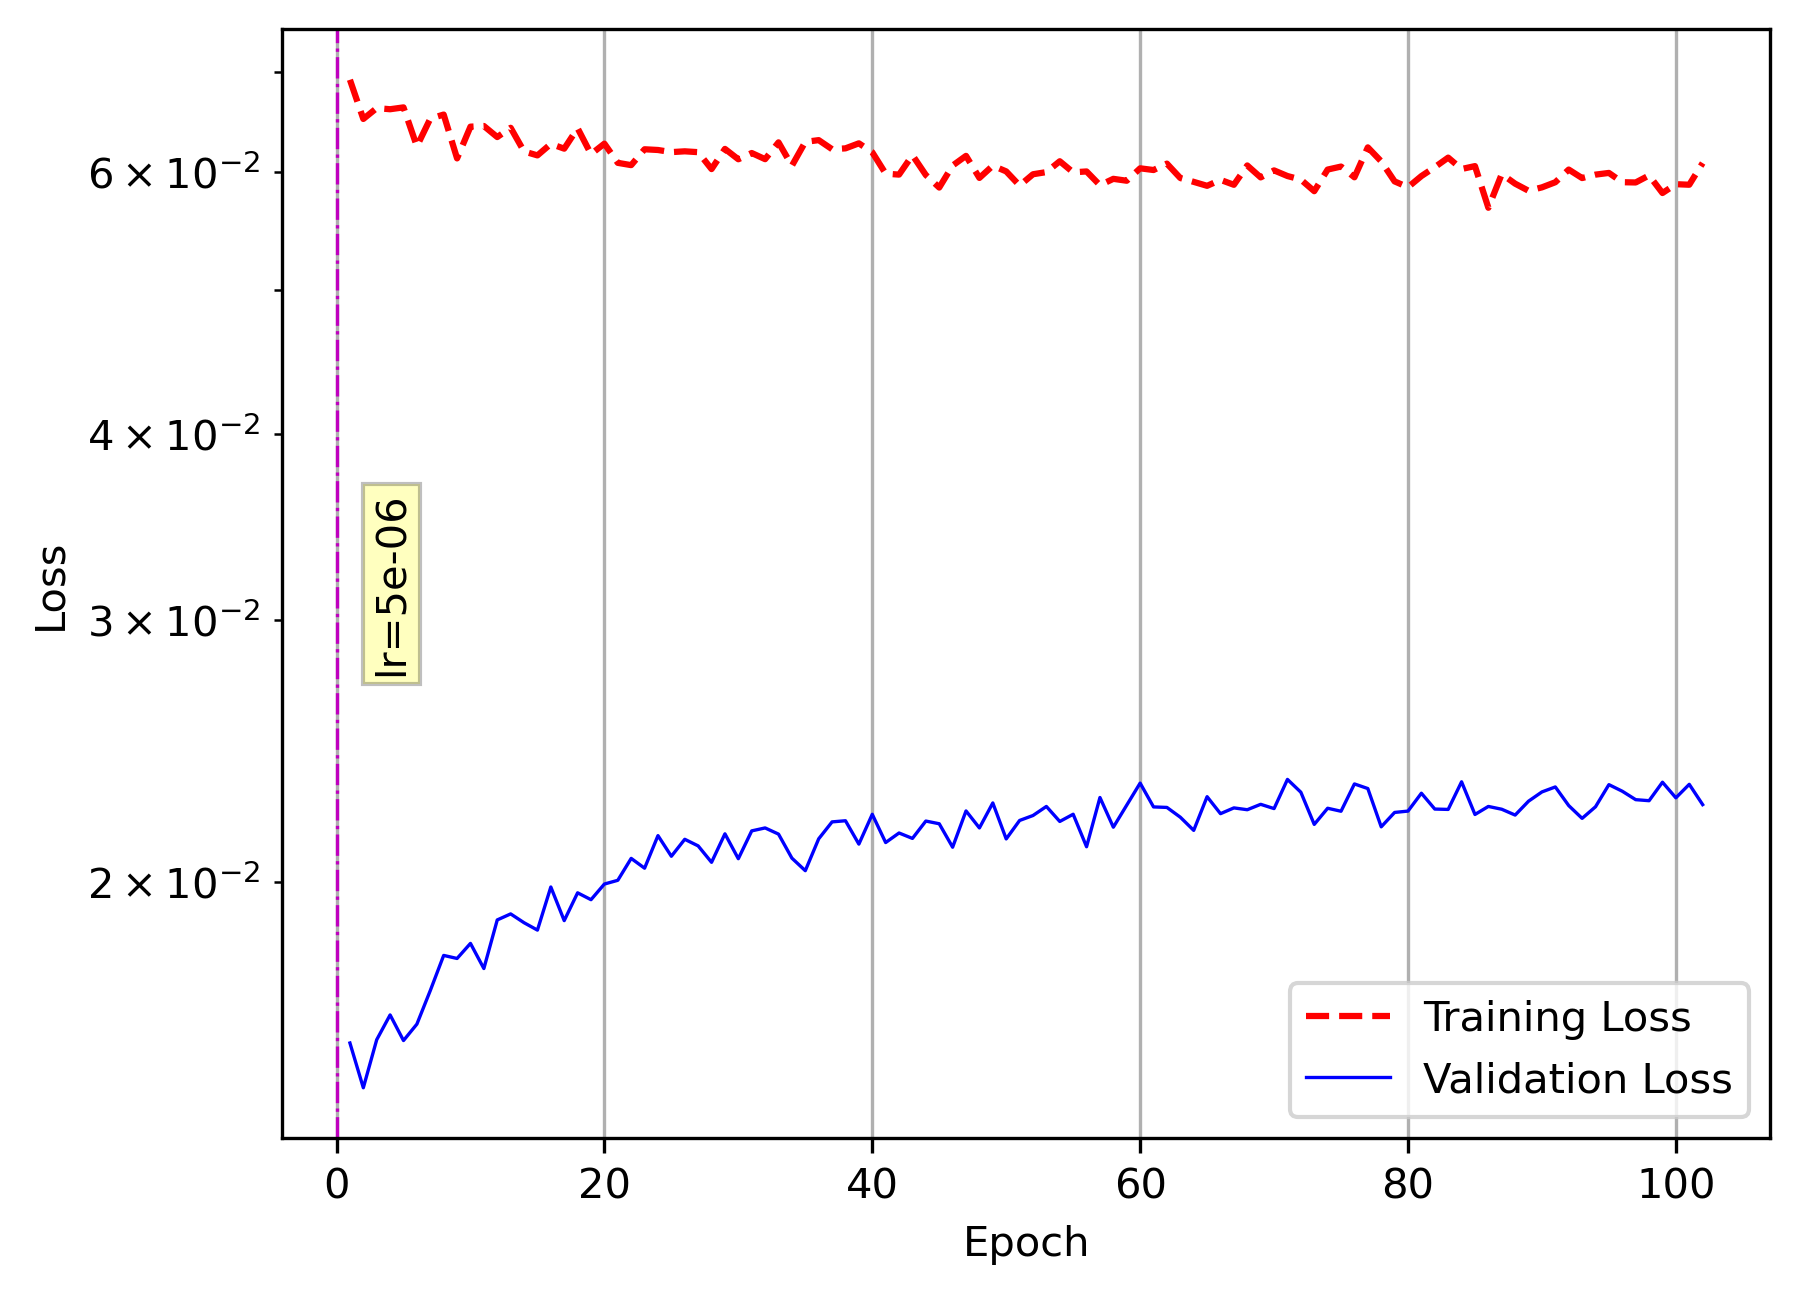 6 × 10⁻²
4 × 10⁻²
3 × 10⁻²
2 × 10⁻²
Loss
lr=5e-06
Training Loss
Validation Loss
0 20 40 60 80 100
Epoch